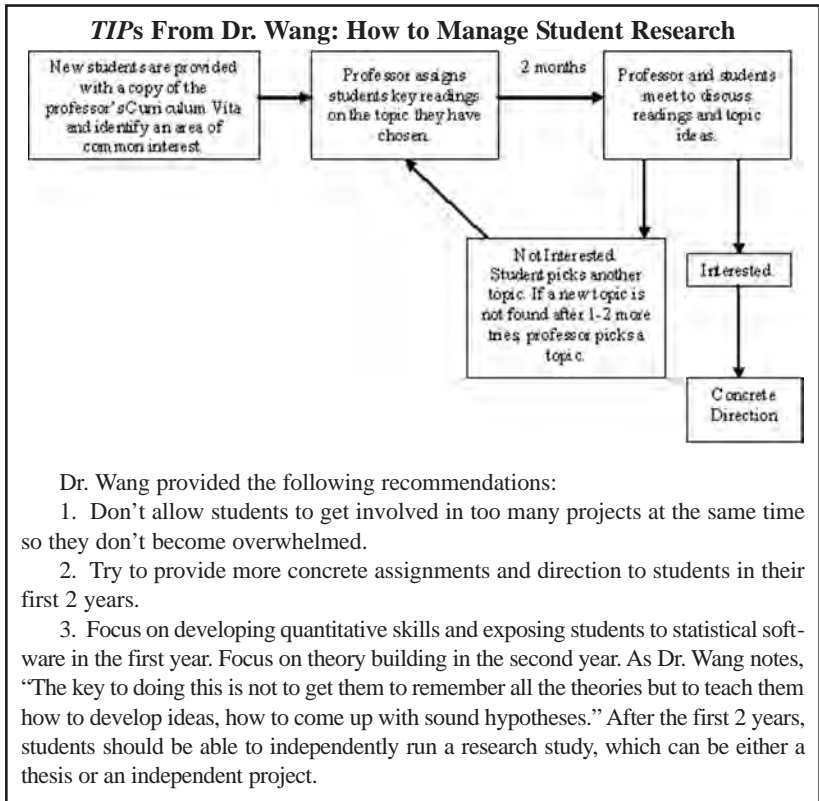 TIPs From Dr. Wang: How to Manage Student Research
New students are provided
with a copy of the
professor'sCurriculum Vita
and identify an area of
common interest.
Professor assigns
students key readings
on the topic they have
chosen.
2 months
Professor and students
meet to discuss
readings and topic
ideas.
Not Interested.
Student picks another
topic. If a new topic is
not found after 1-2 more
tries, professor picks a
topic.
Interested.
Concrete
Direction
Dr. Wang provided the following recommendations:
1. Don't allow students to get involved in too many projects at the same time
so they don't become overwhelmed.
2. Try to provide more concrete assignments and direction to students in their
first 2 years.
3. Focus on developing quantitative skills and exposing students to statistical soft-
ware in the first year. Focus on theory building in the second year. As Dr. Wang notes,
“The key to doing this is not to get them to remember all the theories but to teach them
how to develop ideas, how to come up with sound hypotheses.” After the first 2 years,
students should be able to independently run a research study, which can be either a
thesis or an independent project.